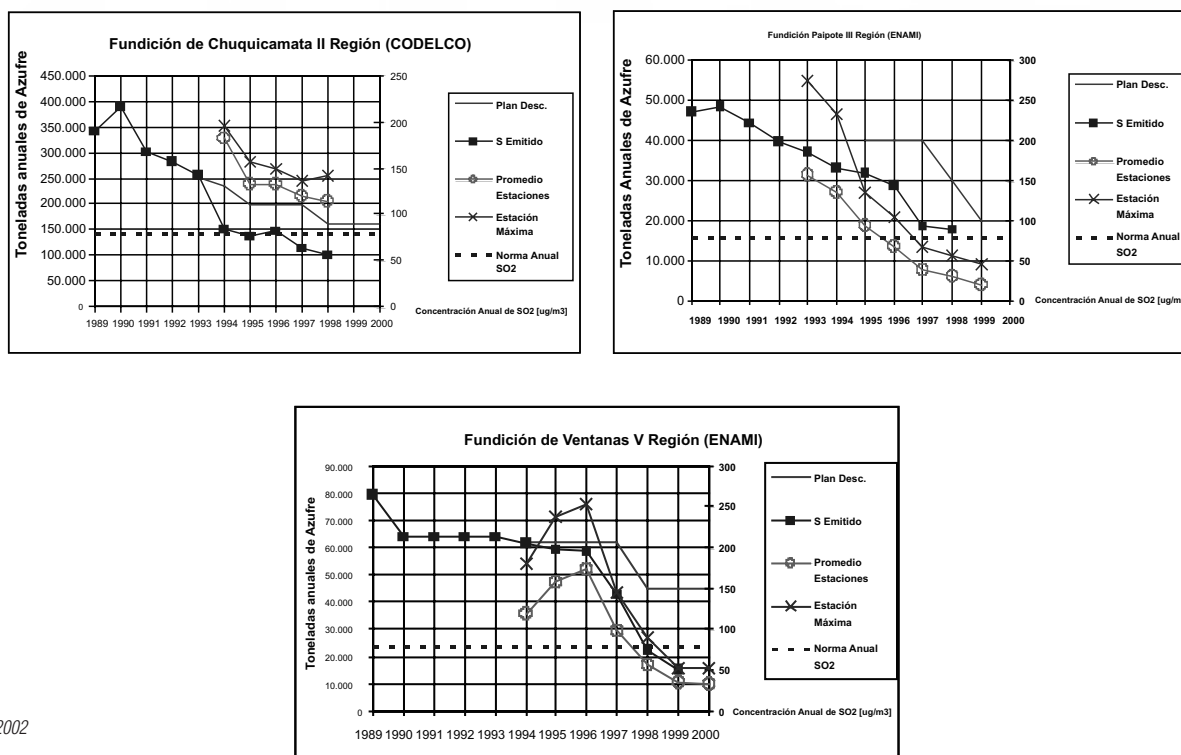 Fundición de Chuquicamata II Región (CODELCO)
Toneladas anuales de Azufre
450.000
400.000
350.000
300.000
250.000
200.000
150.000
100.000
50.000
0
250
200
150
100
50
0
1989 1990 1991 1992 1993 1994 1995 1996 1997 1998 1999 2000
Concentración Anual de SO2 [ug/m3]
Plan Desc.
S Emitido
Promedio
Estaciones
Estación
Máxima
Norma Anual
SO2
Fundición Paipote III Región (ENAMI)
Toneladas Anuales de Azufre
60.000
50.000
40.000
30.000
20.000
10.000
0
300
250
200
150
100
50
0
1989 1990 1991 1992 1993 1994 1995 1996 1997 1998 1999 2000
Concentración Anual de SO2 [ug/m
Plan Desc.
S Emitido
Promedio
Estaciones
Estación
Máxima
Norma Anual
SO2
Fundición de Ventanas V Región (ENAMI)
Toneladas anuales de Azufre
90.000
80.000
70.000
60.000
50.000
40.000
30.000
20.000
10.000
0
300
250
200
150
100
50
0
1989 1990 1991 1992 1993 1994 1995 1996 1997 1998 1999 2000
Concentración Anual de SO2 [ug/m3]
Plan Desc.
S Emitido
Promedio
Estaciones
Estación
Máxima
Norma Anual
SO2
2002